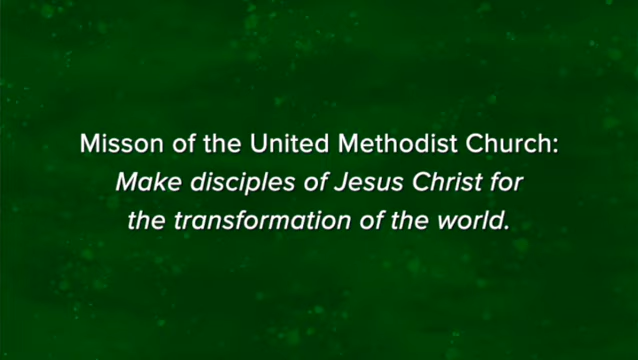 Misson of the United Methodist Church:
Make disciples of Jesus Christ for
the transformation of the world.